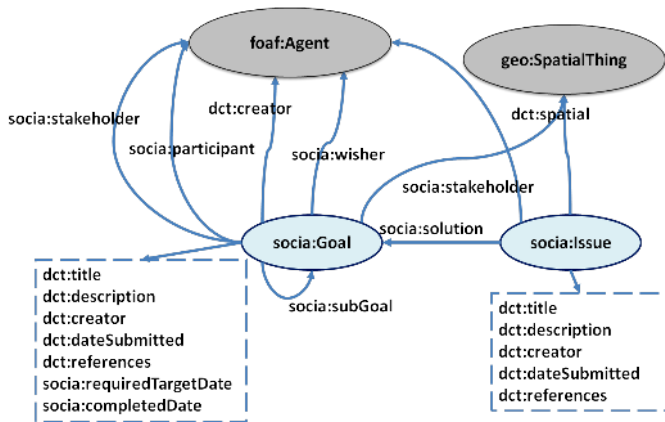 foaf:Agent
geo:SpatialThing
dct:creator
dct:spatial
socia:stakeholder
socia:participant
socia:wisher
socia:stakeholder
socia:solution
socia:Goal
socia:Issue
socia:subGoal
dct:title
dct:description
dct:creator
dct:dateSubmitted
dct:references
socia:requiredTargetDate
socia:completedDate
dct:title
dct:description
dct:creator
dct:dateSubmitted
dct:references